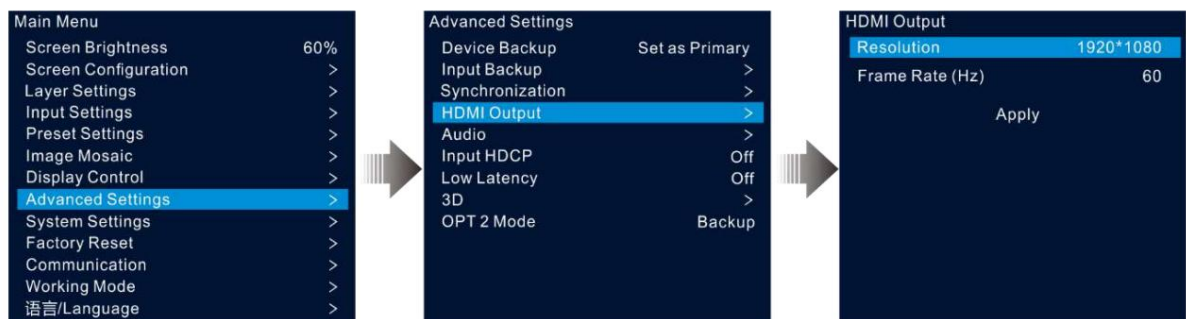 Main Menu
Screen Brightness 60%
Screen Configuration >
Layer Settings >
Input Settings >
Preset Settings >
Image Mosaic >
Display Control >
Advanced Settings >
System Settings >
Factory Reset >
Communication >
Working Mode >
语言/Language >
Advanced Settings
Device Backup Set as Primary
Input Backup >
Synchronization >
HDMI Output >
Audio >
Input HDCP Off
Low Latency Off
3D >
OPT 2 Mode Backup
HDMI Output
Resolution 1920*1080
Frame Rate (Hz) 60
Apply